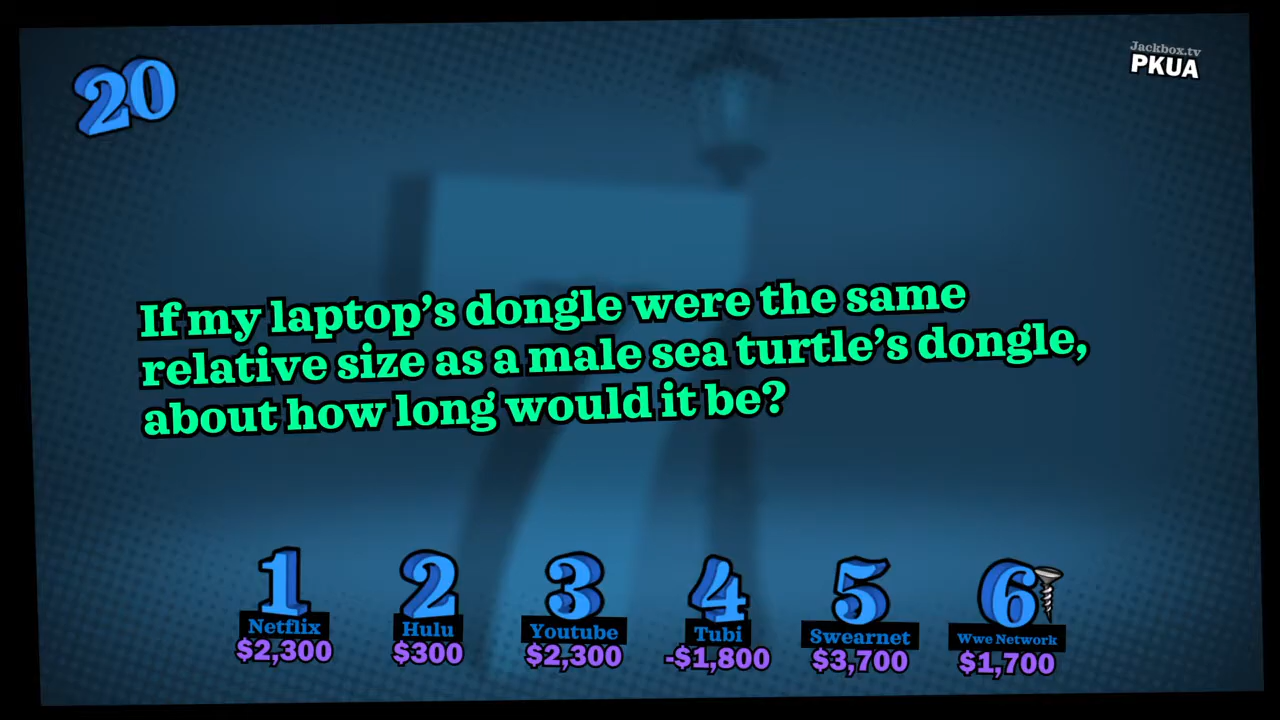 20
Jackbox.tv
PKUA
If my laptop's dongle were the same
relative size as a male sea turtle's dongle,
about how long would it be?
1 2 3 4 5 6
Netflix Hulu Youtube Tubi Swearnet Wwe Network
$2,300 $300 $2,300 -$1,800 $3,700 $1,700